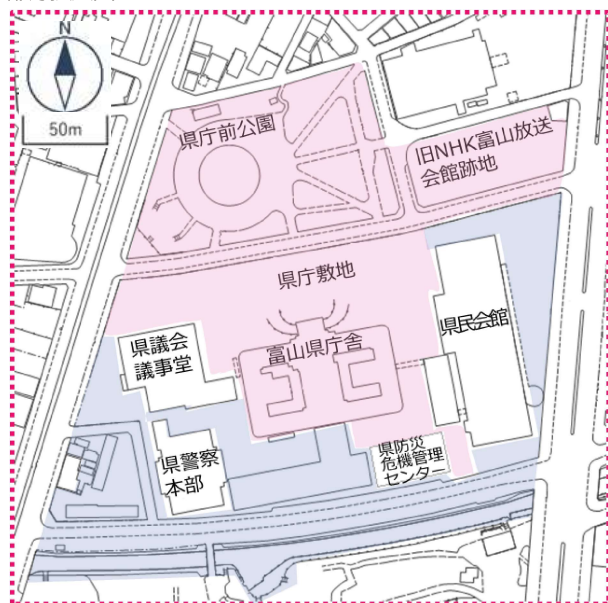 N
50m
県庁前公園
旧NHK富山放送
会館跡地
県庁敷地
県議会
議事堂
富山県庁舎
県民会館
県警察
本部
県防災
危機管理
センター